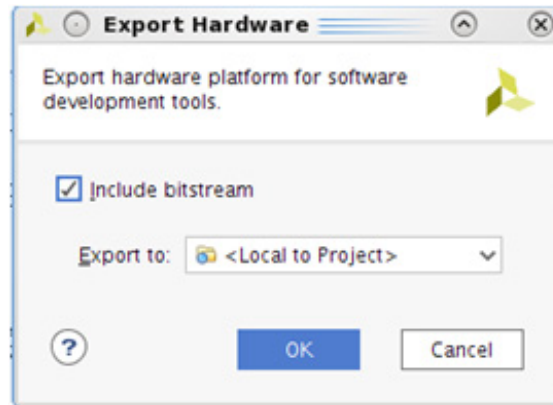 Export Hardware
Export hardware platform for software
development tools.
Include bitstream
Export to: <Local to Project>
?
OK Cancel